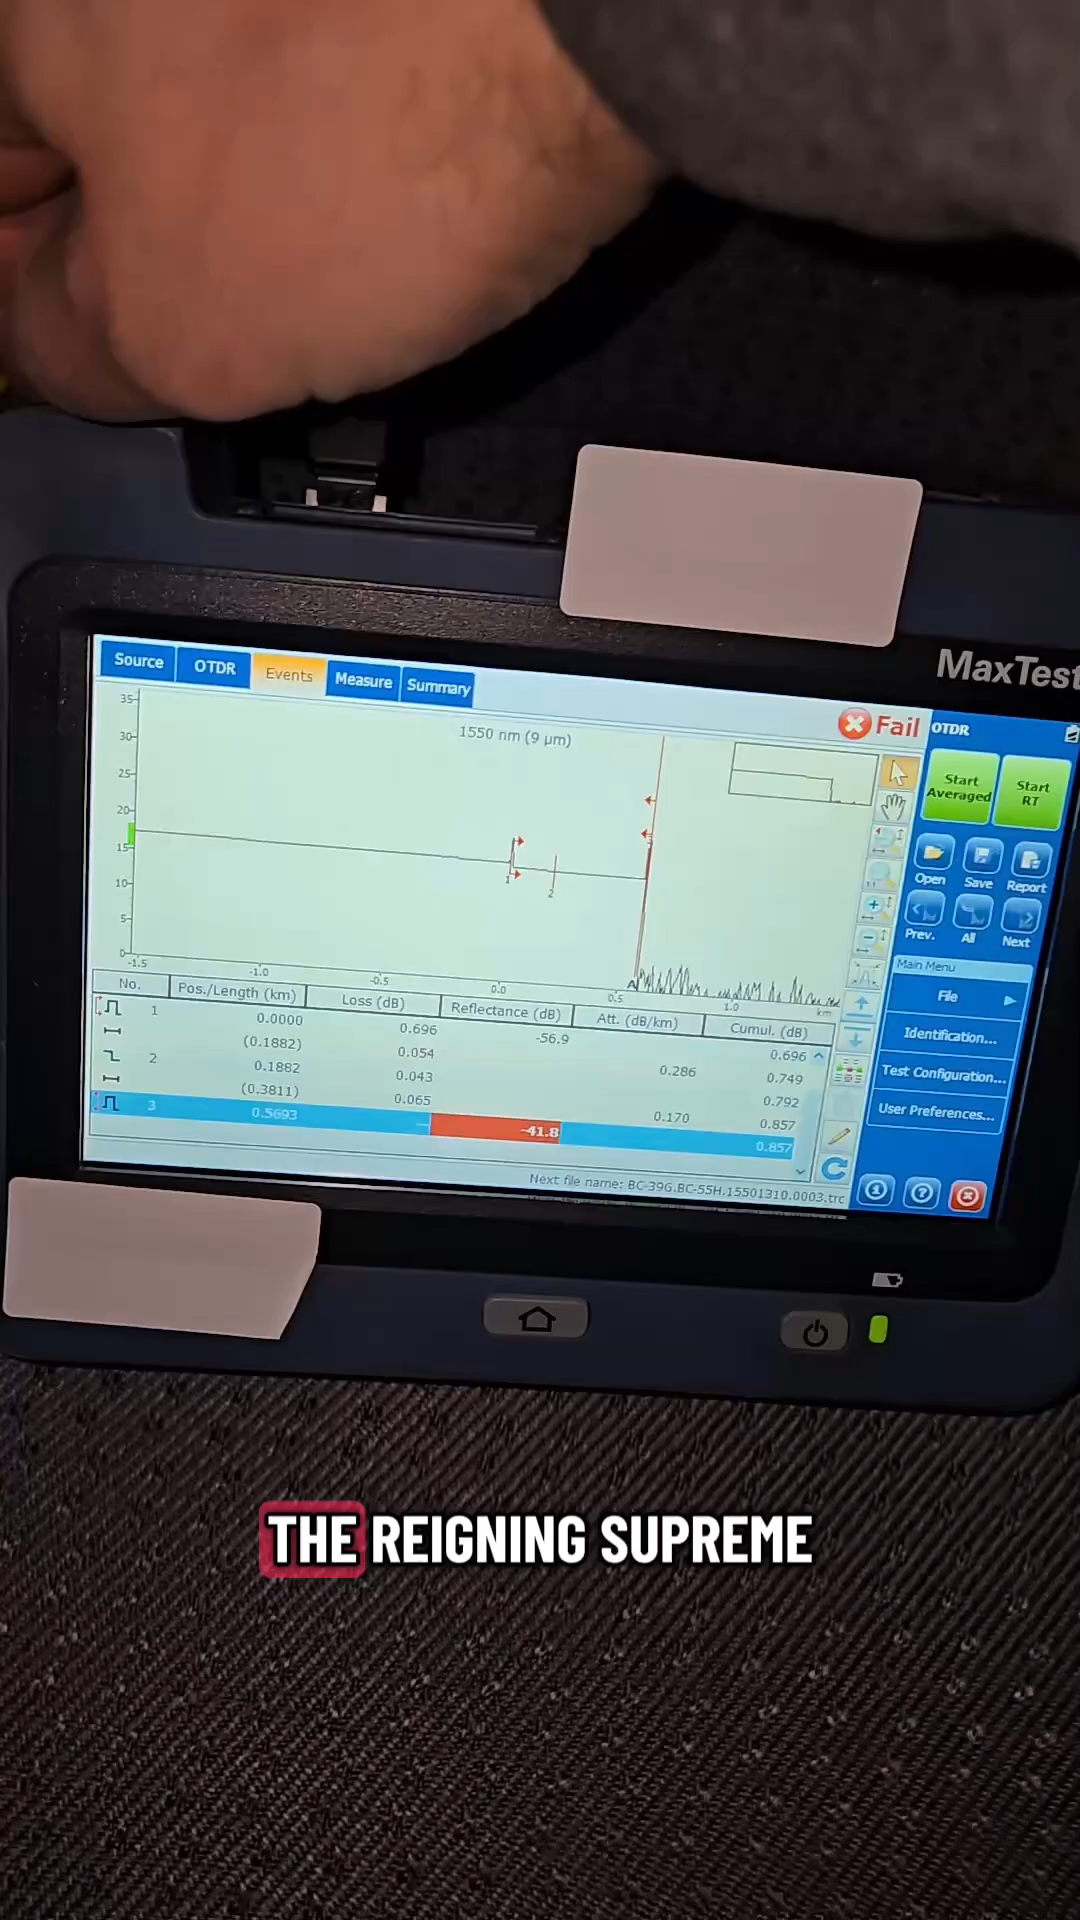 MaxTest
Source OTDR Events Measure Summary
Fail
OTDR
1550 nm (9 µm)
Start Averaged
Start RT
Open Save Report
Prev. All Next
Main Menu
File
Identification...
Test Configuration...
User Preferences...
35
30
25
20
15
10
5
0
-1.5 -1.0 -0.5 0.0 0.5 1.0 km
1
2
No. Pos./Length (km) Loss (dB) Reflectance (dB) Att. (dB/km) Cumul. (dB)
1 0.0000 0.696 -56.9 0.696
(0.1882) 0.054 0.286 0.749
2 0.1882 0.043 0.792
(0.3811) 0.065 0.170 0.857
3 0.5693 --- -41.8 0.857
Next file name: BC-39G.BC-55H.15501310.0003.trc
THE REIGNING SUPREME